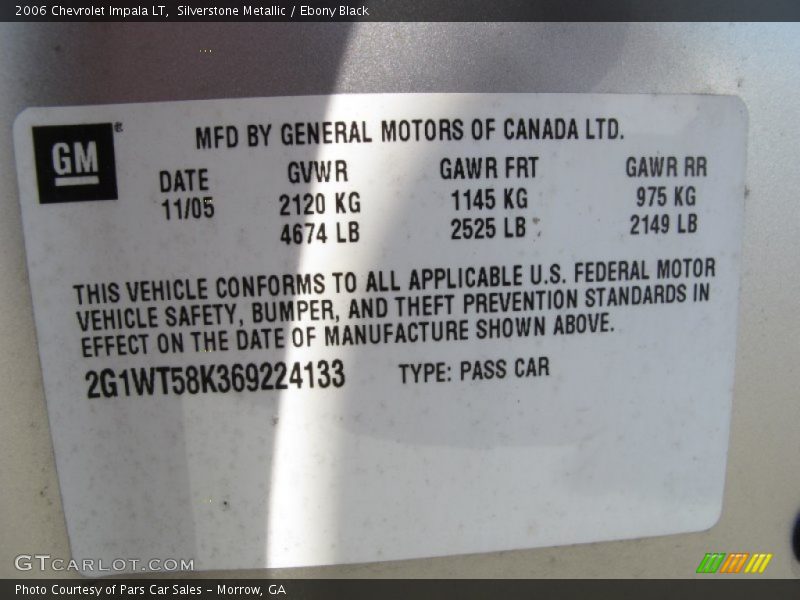 2006 Chevrolet Impala LT, Silverstone Metallic / Ebony Black
GM®
MFD BY GENERAL MOTORS OF CANADA LTD.
DATE GVWR GAWR FRT GAWR RR
11/05 2120 KG 1145 KG 975 KG
4674 LB 2525 LB 2149 LB
THIS VEHICLE CONFORMS TO ALL APPLICABLE U.S. FEDERAL MOTOR
VEHICLE SAFETY, BUMPER, AND THEFT PREVENTION STANDARDS IN
EFFECT ON THE DATE OF MANUFACTURE SHOWN ABOVE.
2G1WT58K369224133 TYPE: PASS CAR
GTCARLOT.COM
Photo Courtesy of Pars Car Sales - Morrow, GA